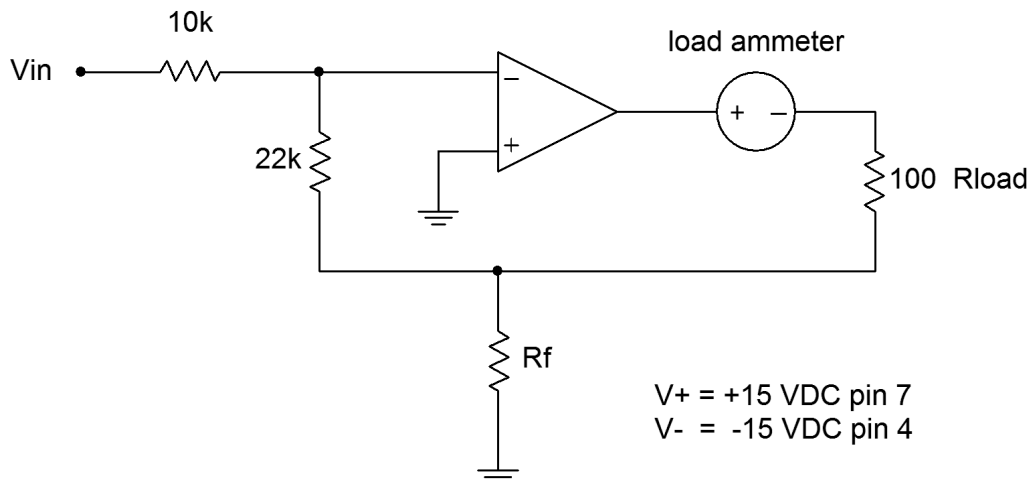 10k
load ammeter
Vin
−
+ −
+
22k
100 Rload
Rf
V+ = +15 VDC pin 7
V- = -15 VDC pin 4